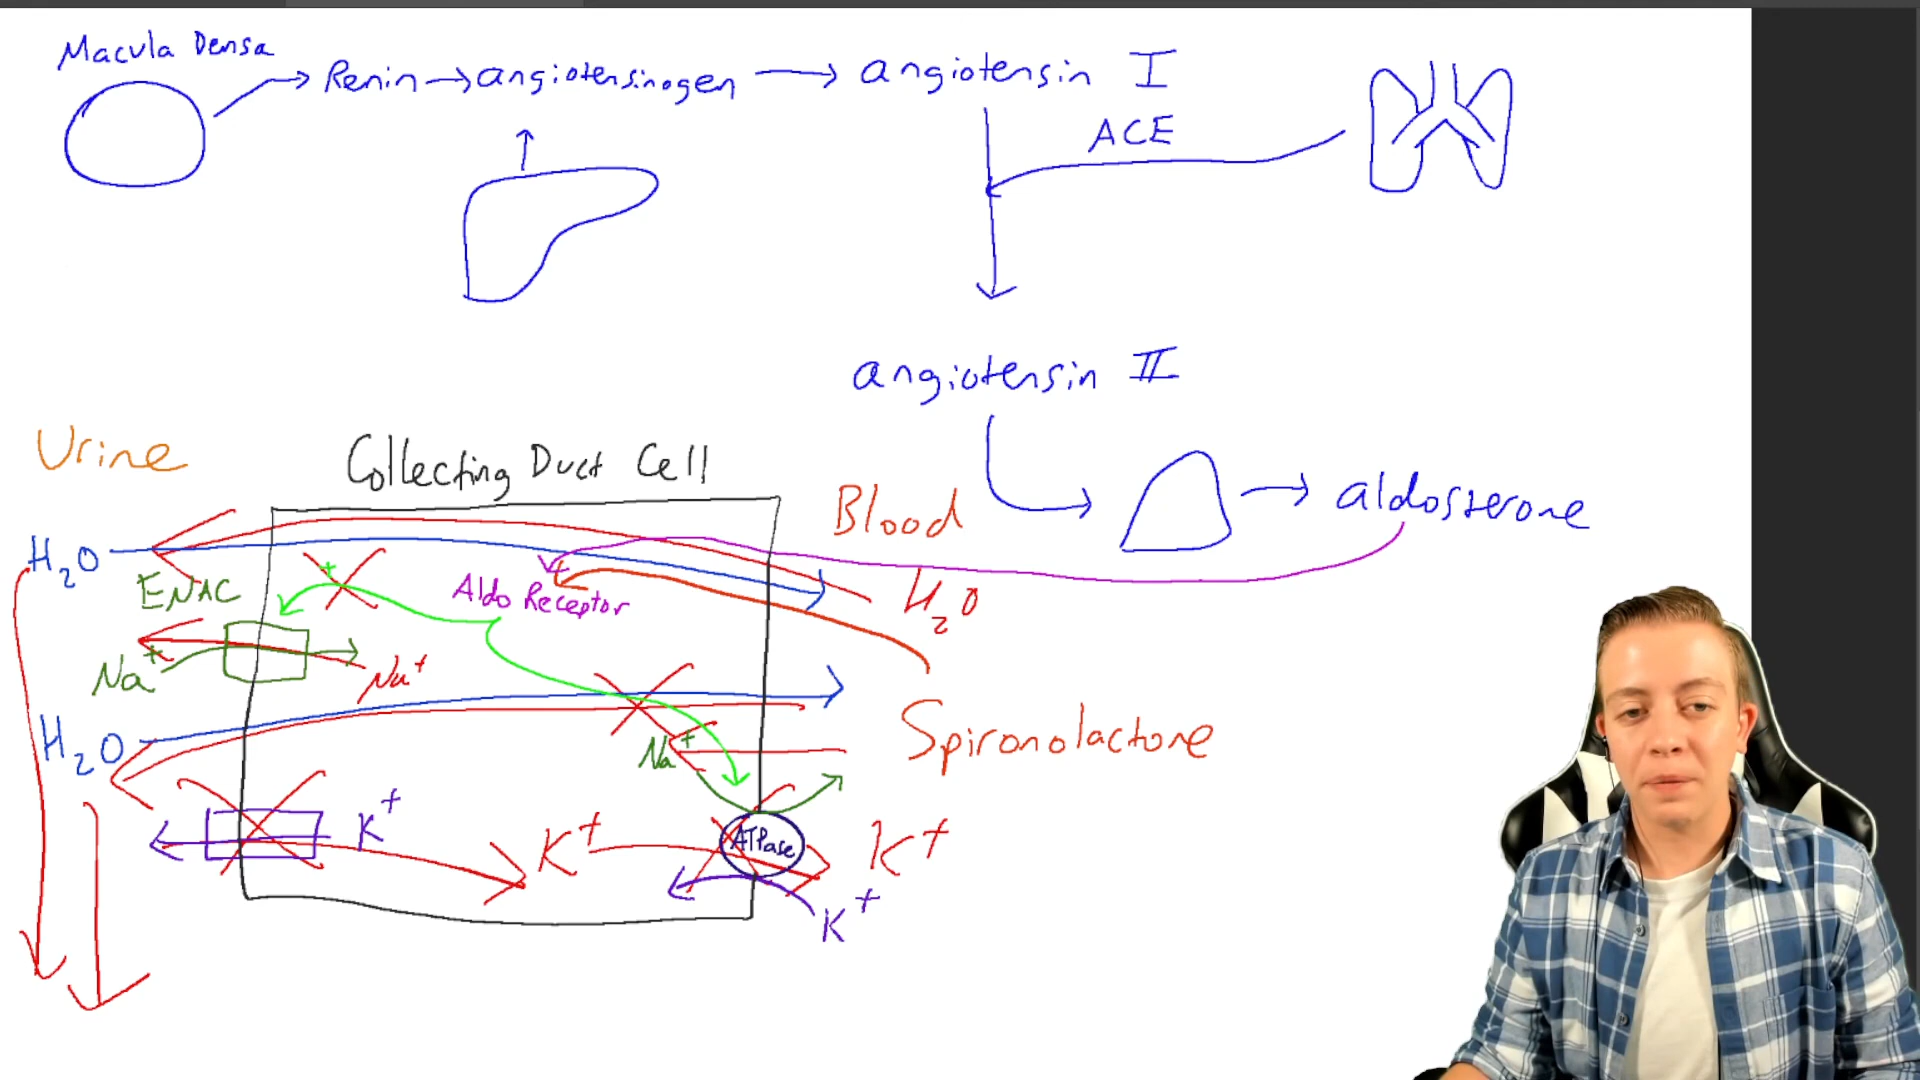 Macula Densa
Renin → angiotensinogen → angiotensin I
ACE
angiotensin II
aldosterone
Urine
Collecting Duct Cell
Blood
H2O
ENAC
Aldo Receptor
H2O
Na+
Na+
H2O
Na+
Spironolactone
K+
K+
ATPase
K+
K+